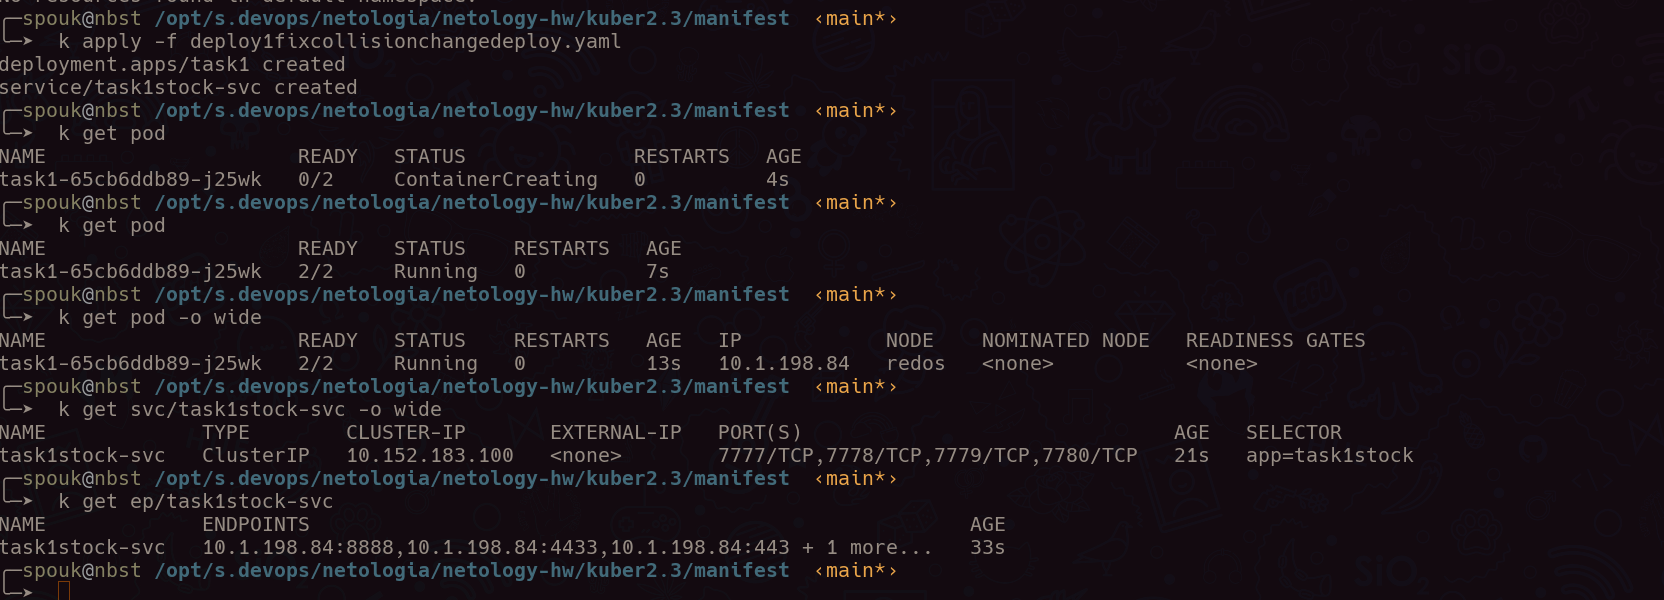 No resources found in default namespace.
╭─spouk@nbst /opt/s.devops/netologia/netology-hw/kuber2.3/manifest ‹main*›
╰─➤ k apply -f deploy1fixcollisionchangedeploy.yaml
deployment.apps/task1 created
service/task1stock-svc created
╭─spouk@nbst /opt/s.devops/netologia/netology-hw/kuber2.3/manifest ‹main*›
╰─➤ k get pod
NAME READY STATUS RESTARTS AGE
task1-65cb6ddb89-j25wk 0/2 ContainerCreating 0 4s
╭─spouk@nbst /opt/s.devops/netologia/netology-hw/kuber2.3/manifest ‹main*›
╰─➤ k get pod
NAME READY STATUS RESTARTS AGE
task1-65cb6ddb89-j25wk 2/2 Running 0 7s
╭─spouk@nbst /opt/s.devops/netologia/netology-hw/kuber2.3/manifest ‹main*›
╰─➤ k get pod -o wide
NAME READY STATUS RESTARTS AGE IP NODE NOMINATED NODE READINESS GATES
task1-65cb6ddb89-j25wk 2/2 Running 0 13s 10.1.198.84 redos <none> <none>
╭─spouk@nbst /opt/s.devops/netologia/netology-hw/kuber2.3/manifest ‹main*›
╰─➤ k get svc/task1stock-svc -o wide
NAME TYPE CLUSTER-IP EXTERNAL-IP PORT(S) AGE SELECTOR
task1stock-svc ClusterIP 10.152.183.100 <none> 7777/TCP,7778/TCP,7779/TCP,7780/TCP 21s app=task1stock
╭─spouk@nbst /opt/s.devops/netologia/netology-hw/kuber2.3/manifest ‹main*›
╰─➤ k get ep/task1stock-svc
NAME ENDPOINTS AGE
task1stock-svc 10.1.198.84:8888,10.1.198.84:4433,10.1.198.84:443 + 1 more... 33s
╭─spouk@nbst /opt/s.devops/netologia/netology-hw/kuber2.3/manifest ‹main*›
╰─➤